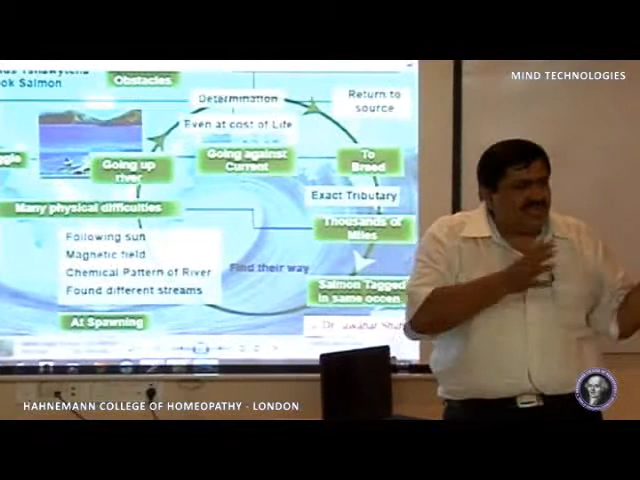 MIND TECHNOLOGIES
Obstacles
ok Salmon
Determination
Return to
source
Even at cost of Life
Going up
river
Going against
Current
To
Breed
Exact Tributary
Many physical difficulties
Thousands of
Miles
Following sun
Magnetic field
Chemical Pattern of River
Found different streams
Find their way
Salmon Tagged
in same occen
At Spawning
Dr.
HAHNEMANN COLLEGE OF HOMEOPATHY - LONDON